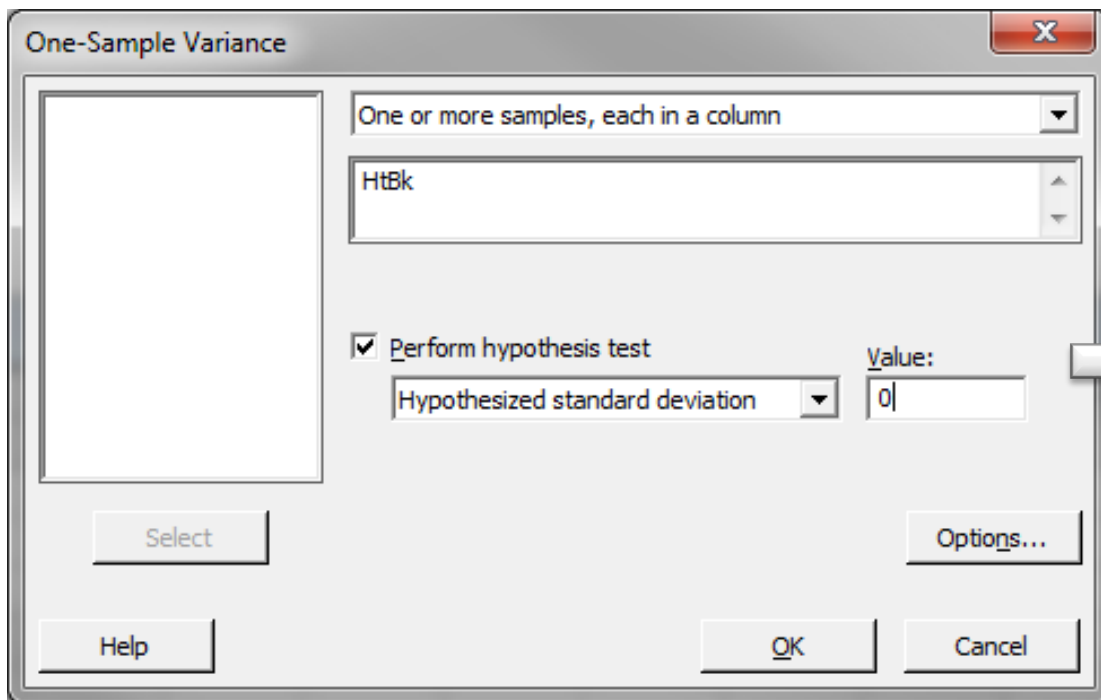 One-Sample Variance
One or more samples, each in a column
HtBk
Perform hypothesis test
Value:
Hypothesized standard deviation
0
Select
Options...
Help
OK
Cancel